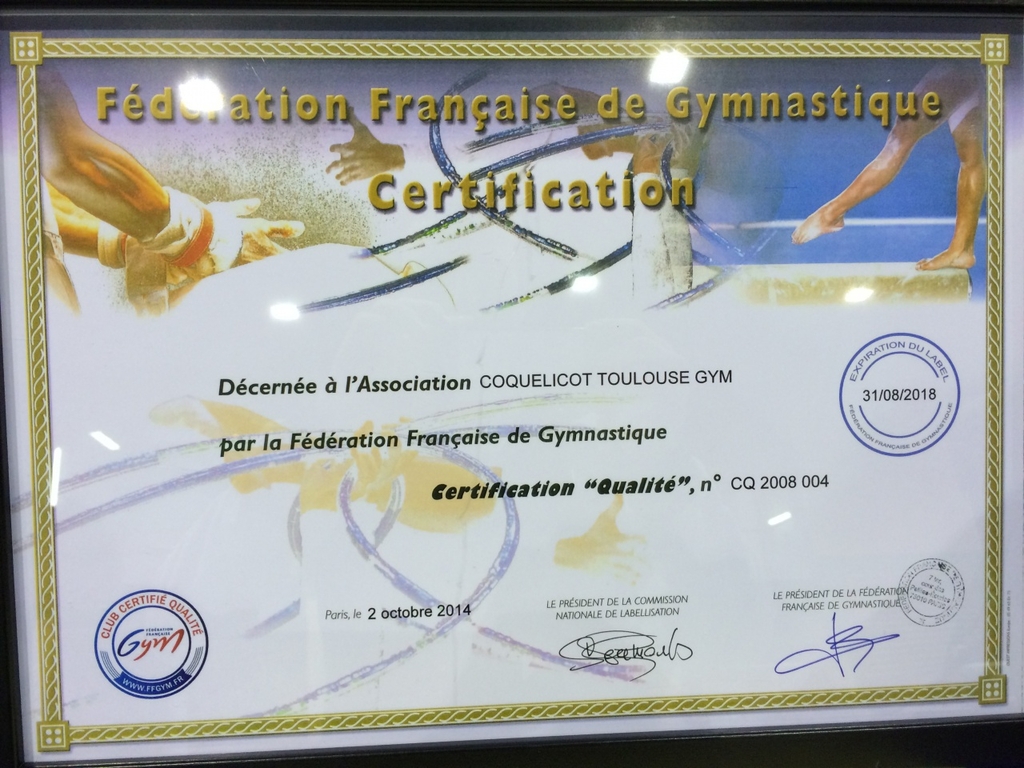 Fédération Française de Gymnastique
Certification
Décernée à l'Association COQUELICOT TOULOUSE GYM
par la Fédération Française de Gymnastique
Certification "Qualité", n° CQ 2008 004
EXPIRATION DU LABEL
31/08/2018
FÉDÉRATION FRANÇAISE DE GYMNASTIQUE
Paris, le 2 octobre 2014
LE PRÉSIDENT DE LA COMMISSION
NATIONALE DE LABELLISATION
LE PRÉSIDENT DE LA FÉDÉRATION
FRANÇAISE DE GYMNASTIQUE
CLUB CERTIFIÉ QUALITÉ
FÉDÉRATION
FRANÇAISE
Gym
WWW.FFGYM.FR